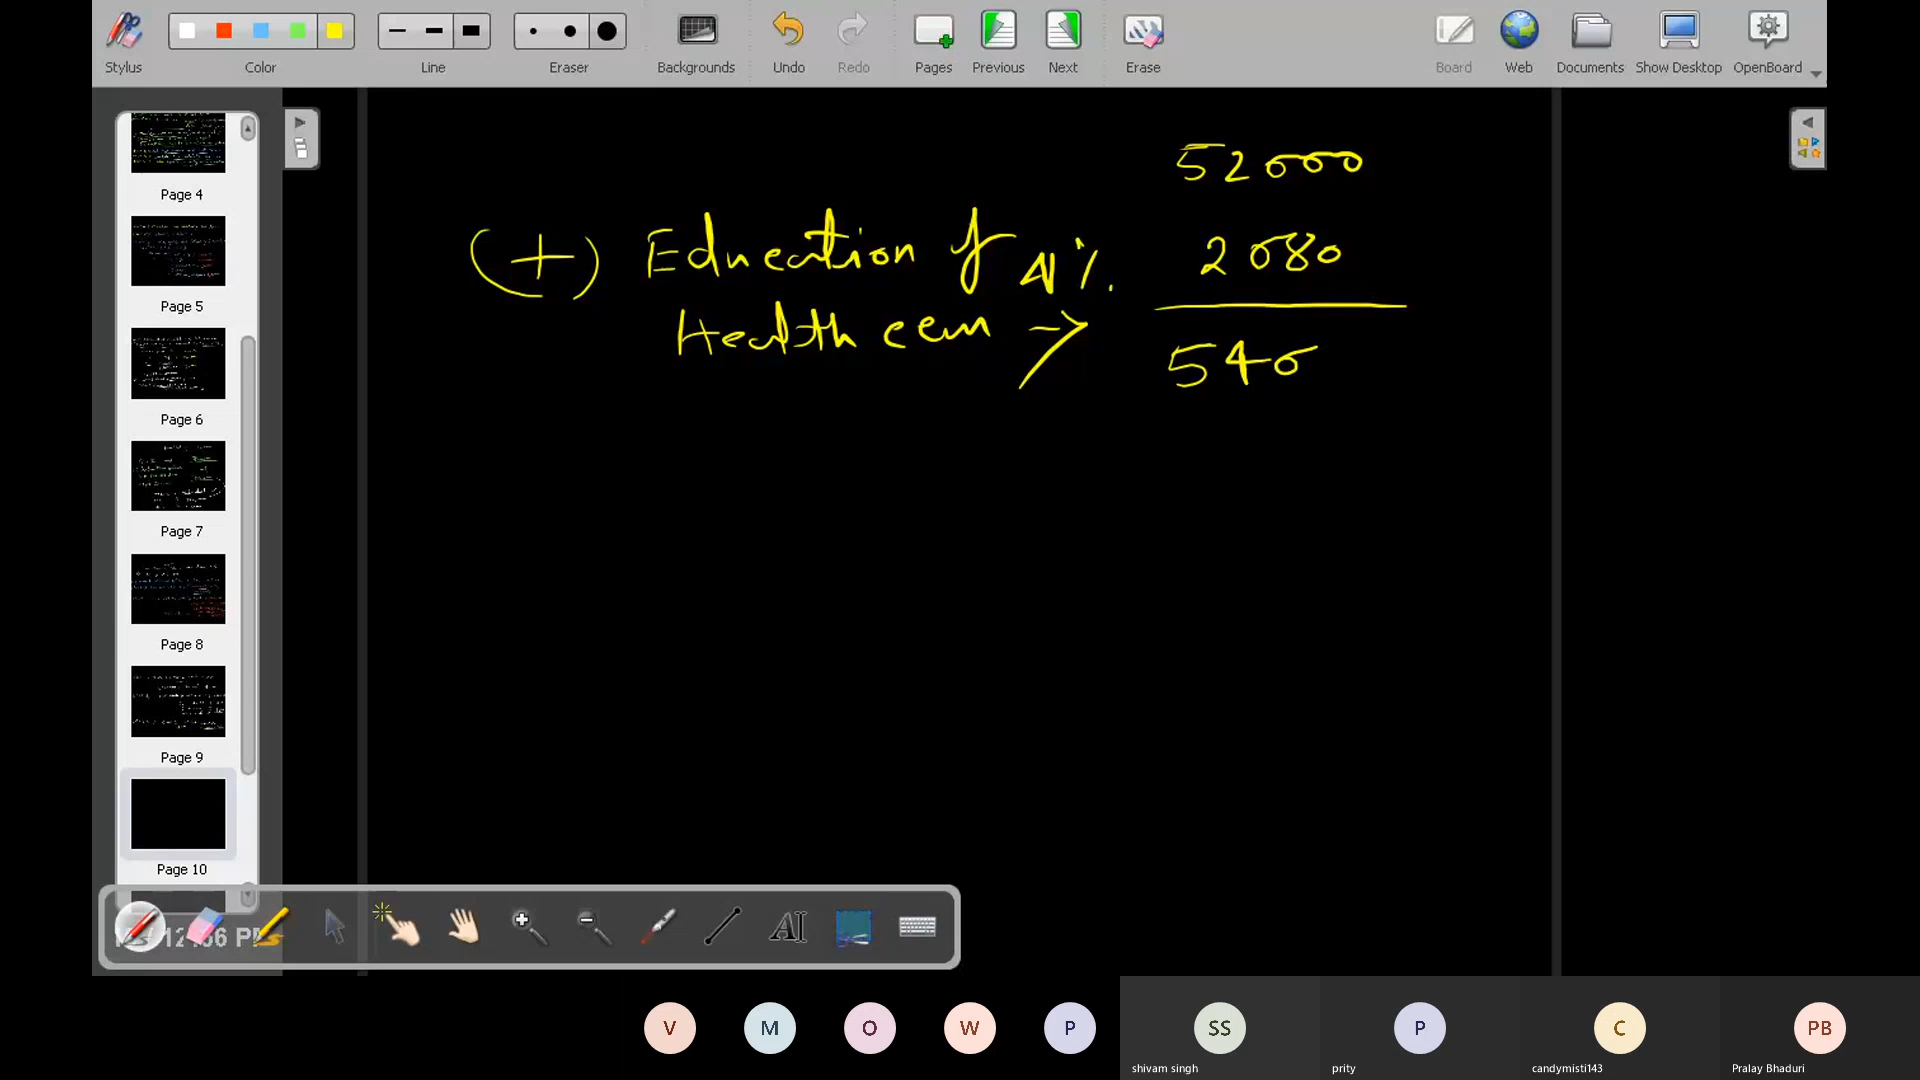 Stylus
Color
Line
Eraser
Backgrounds
Undo
Redo
Pages
Previous
Next
Erase
Board
Web
Documents
Show Desktop
OpenBoard
Page 4
Page 5
Page 6
Page 7
Page 8
Page 9
Page 10
52000
(+) Education & 4%. 2080
Health cess → 540
AI
V
M
O
W
P
SS
shivam singh
P
prity
C
candymisti143
PB
Pralay Bhaduri